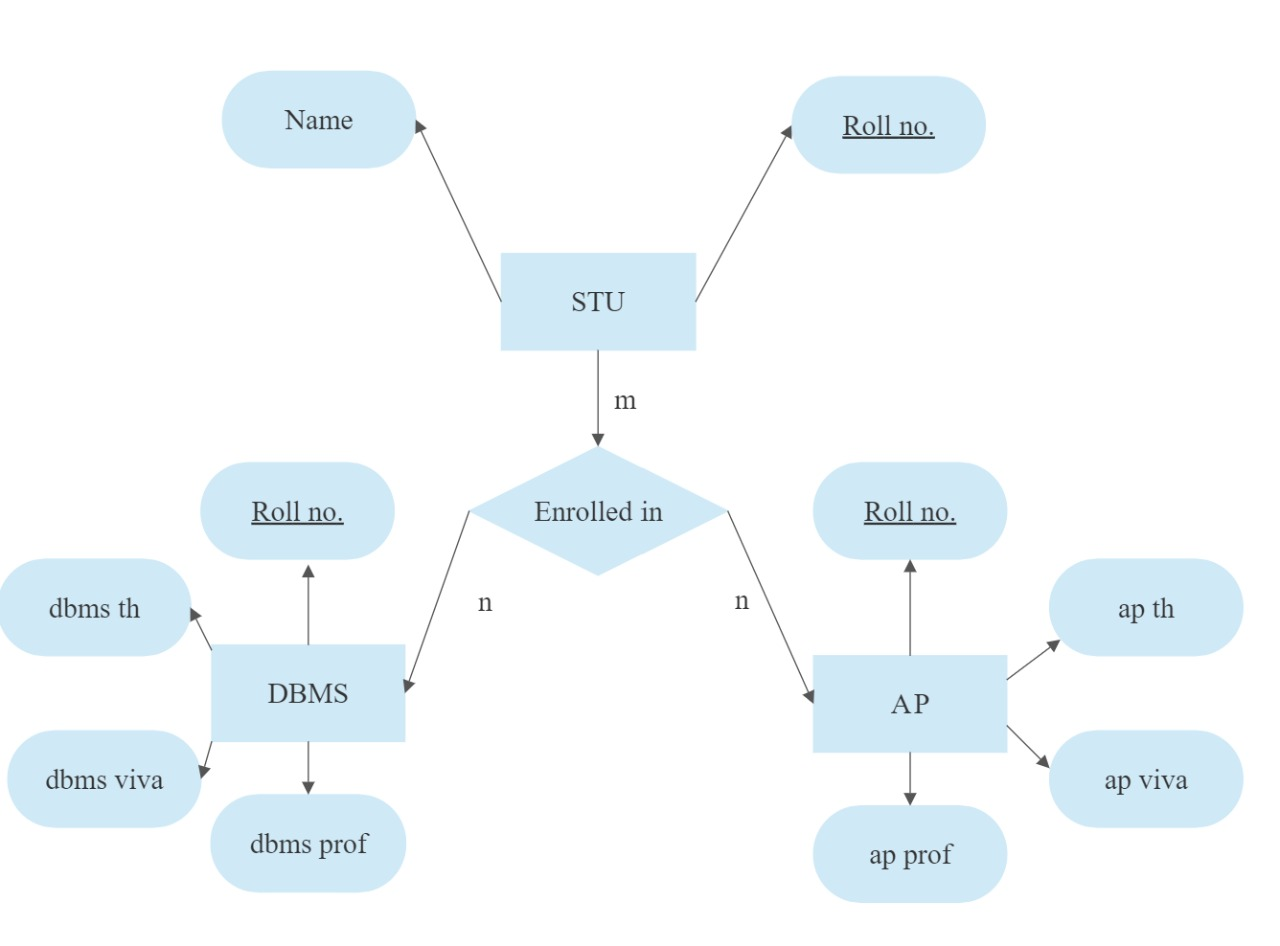 Name
Roll no.
STU
m
Roll no.
Enrolled in
Roll no.
dbms th
n
n
ap th
DBMS
AP
dbms viva
ap viva
dbms prof
ap prof